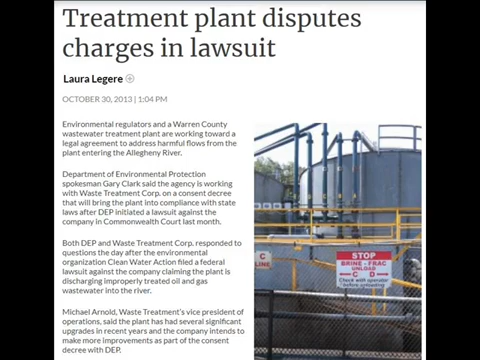 Treatment plant disputes
charges in lawsuit
Laura Legere
OCTOBER 30, 2013 | 1:04 PM
Environmental regulators and a Warren County
wastewater treatment plant are working toward a
legal agreement to address harmful flows from the
plant entering the Allegheny River.
Department of Environmental Protection
spokesman Gary Clark said the agency is working
with Waste Treatment Corp. on a consent decree
that will bring the plant into compliance with state
laws after DEP initiated a lawsuit against the
company in Commonwealth Court last month.
Both DEP and Waste Treatment Corp. responded to
questions the day after the environmental
organization Clean Water Action filed a federal
lawsuit against the company claiming the plant is
discharging improperly treated oil and gas
wastewater into the river.
Michael Arnold, Waste Treatment's vice president of
operations, said the plant has had several significant
upgrades in recent years and the company intends to
make more improvements as part of the consent
decree with DEP.
C
LINE
STOP
BRINE - FRAC
UNLOAD
C D
Check with operator
before unloading